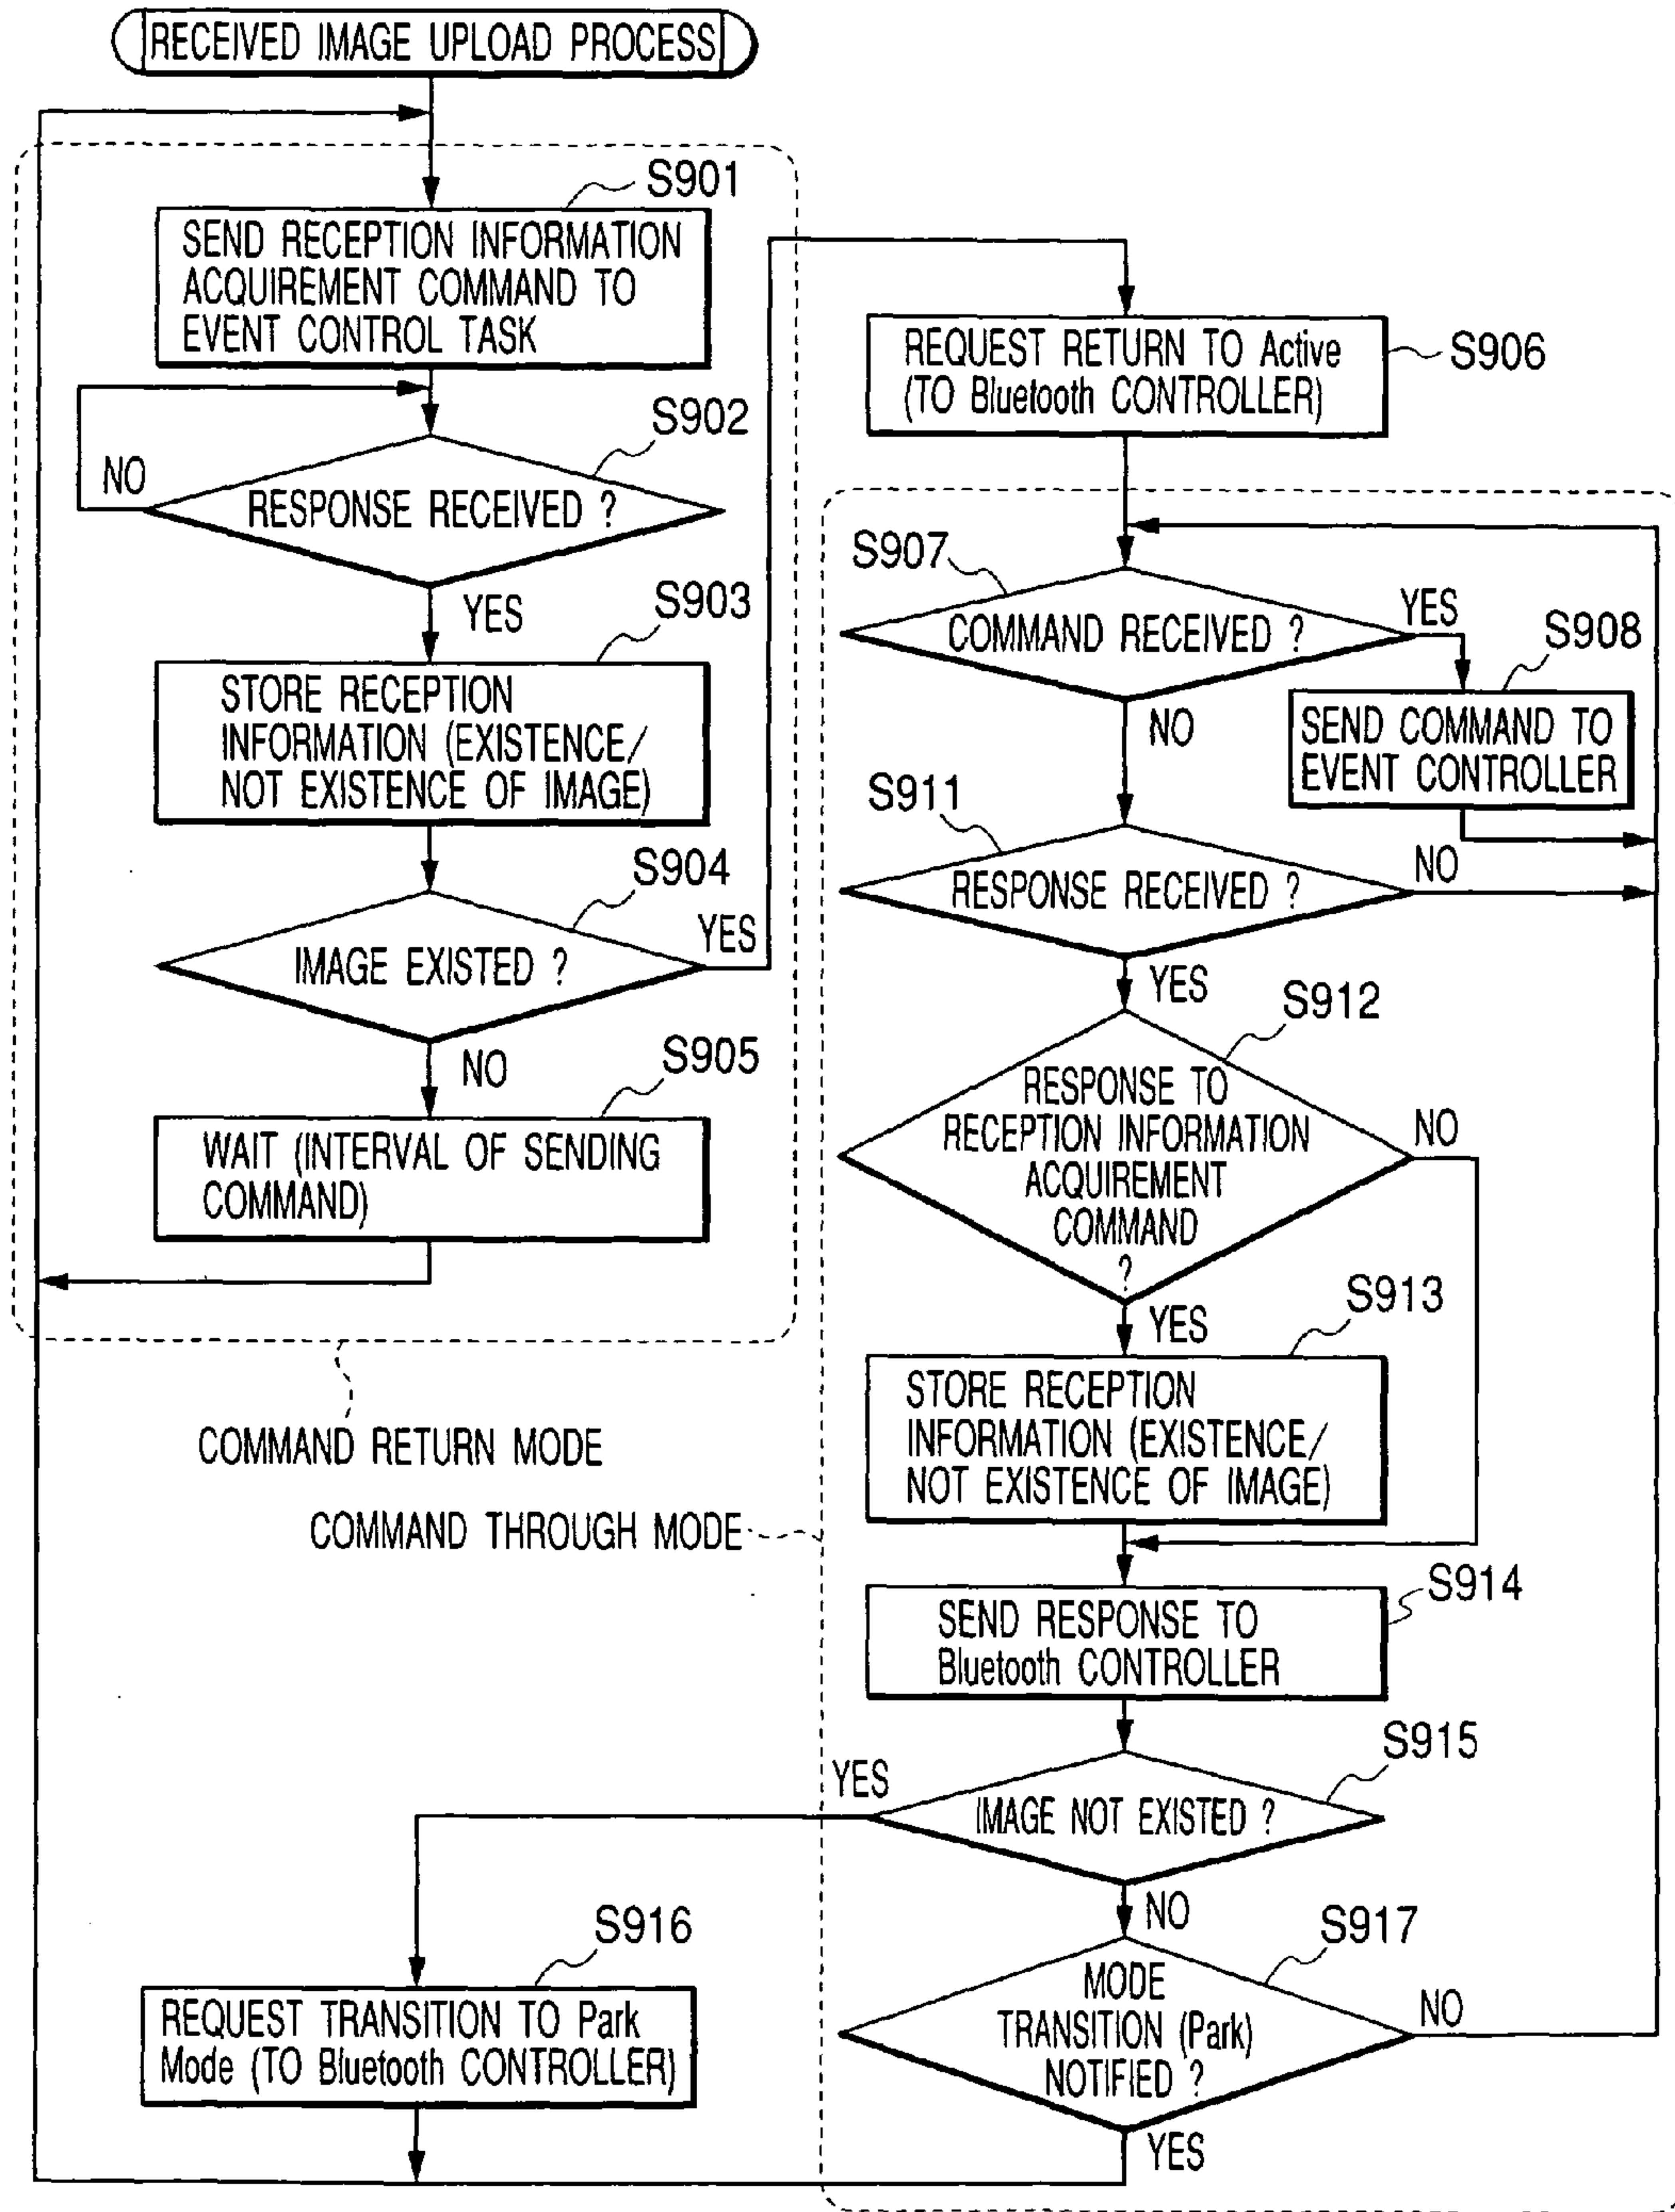 RECEIVED IMAGE UPLOAD PROCESS
S901
SEND RECEPTION INFORMATION
ACQUIREMENT COMMAND TO
EVENT CONTROL TASK
S902
NO
RESPONSE RECEIVED ?
YES
S903
STORE RECEPTION
INFORMATION (EXISTENCE/
NOT EXISTENCE OF IMAGE)
S904
YES
IMAGE EXISTED ?
NO
S905
WAIT (INTERVAL OF SENDING
COMMAND)
COMMAND RETURN MODE
COMMAND THROUGH MODE
REQUEST RETURN TO Active
(TO Bluetooth CONTROLLER)
S906
S907
COMMAND RECEIVED ?
YES
S908
NO
SEND COMMAND TO
EVENT CONTROLLER
S911
RESPONSE RECEIVED ?
NO
YES
S912
RESPONSE TO
RECEPTION INFORMATION
ACQUIREMENT
COMMAND
?
NO
YES
S913
STORE RECEPTION
INFORMATION (EXISTENCE/
NOT EXISTENCE OF IMAGE)
S914
SEND RESPONSE TO
Bluetooth CONTROLLER
S915
YES
IMAGE NOT EXISTED ?
NO
S916
REQUEST TRANSITION TO Park
Mode (TO Bluetooth CONTROLLER)
S917
MODE
TRANSITION (Park)
NOTIFIED ?
NO
YES